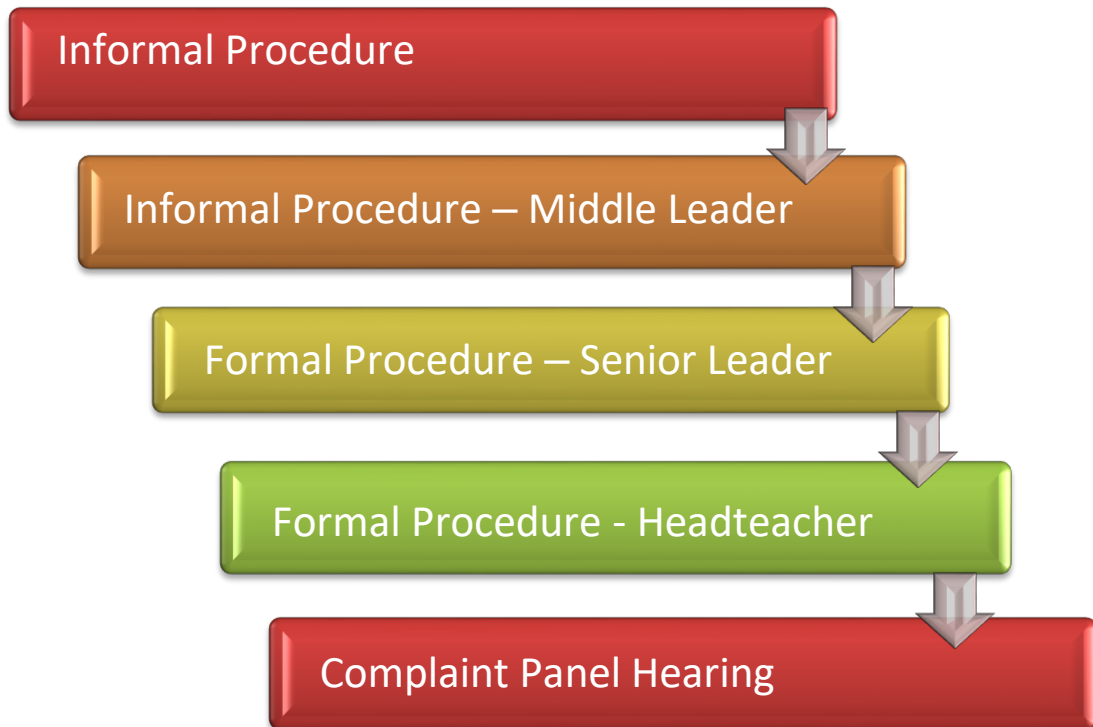 Informal Procedure
Informal Procedure – Middle Leader
Formal Procedure – Senior Leader
Formal Procedure - Headteacher
Complaint Panel Hearing